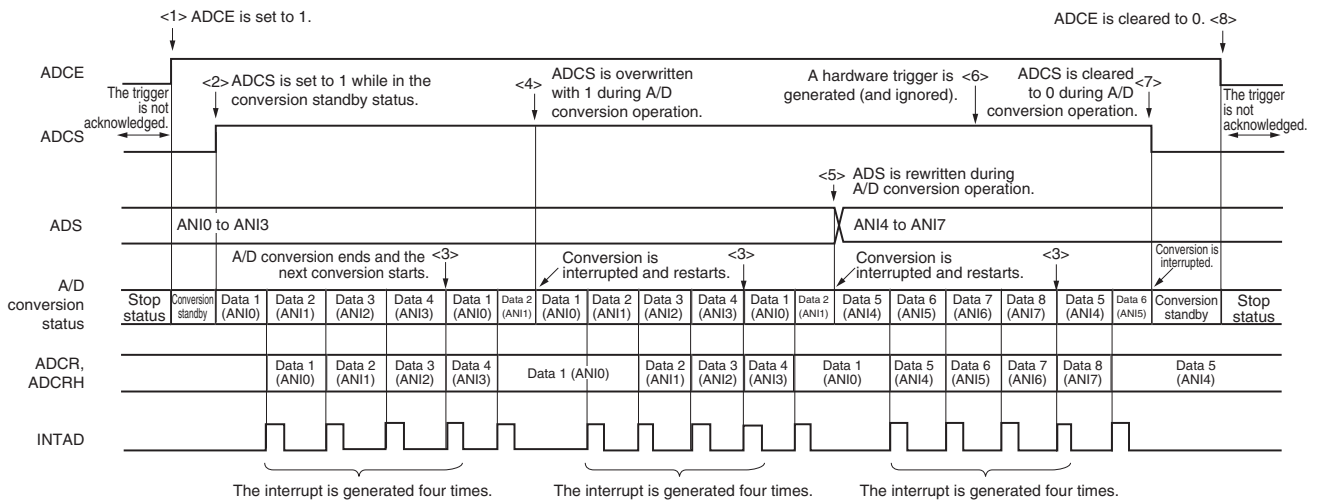 <1> ADCE is set to 1.
ADCE is cleared to 0. <8>
ADCE
The trigger
is not
acknowledged.
<2> ADCS is set to 1 while in the
conversion standby status.
<4> ADCS is overwritten
with 1 during A/D
conversion operation.
A hardware trigger is <6>
generated (and ignored).
ADCS is cleared <7>
to 0 during A/D
conversion operation.
The trigger
is not
acknowledged.
ADCS
<5> ADS is rewritten during
A/D conversion operation.
ADS
ANI0 to ANI3
ANI4 to ANI7
A/D conversion ends and the <3>
next conversion starts.
Conversion is
interrupted and restarts.
<3>
Conversion is
interrupted and restarts.
<3>
Conversion is
interrupted.
A/D
conversion
status
Stop
status
Conversion
standby
Data 1
(ANI0)
Data 2
(ANI1)
Data 3
(ANI2)
Data 4
(ANI3)
Data 1
(ANI0)
Data 2
(ANI1)
Data 1
(ANI0)
Data 2
(ANI1)
Data 3
(ANI2)
Data 4
(ANI3)
Data 1
(ANI0)
Data 2
(ANI1)
Data 5
(ANI4)
Data 6
(ANI5)
Data 7
(ANI6)
Data 8
(ANI7)
Data 5
(ANI4)
Data 6
(ANI5)
Conversion
standby
Stop
status
ADCR,
ADCRH
Data 1
(ANI0)
Data 2
(ANI1)
Data 3
(ANI2)
Data 4
(ANI3)
Data 1 (ANI0)
Data 2
(ANI1)
Data 3
(ANI2)
Data 4
(ANI3)
Data 1
(ANI0)
Data 5
(ANI4)
Data 6
(ANI5)
Data 7
(ANI6)
Data 8
(ANI7)
Data 5
(ANI4)
INTAD
The interrupt is generated four times.
The interrupt is generated four times.
The interrupt is generated four times.